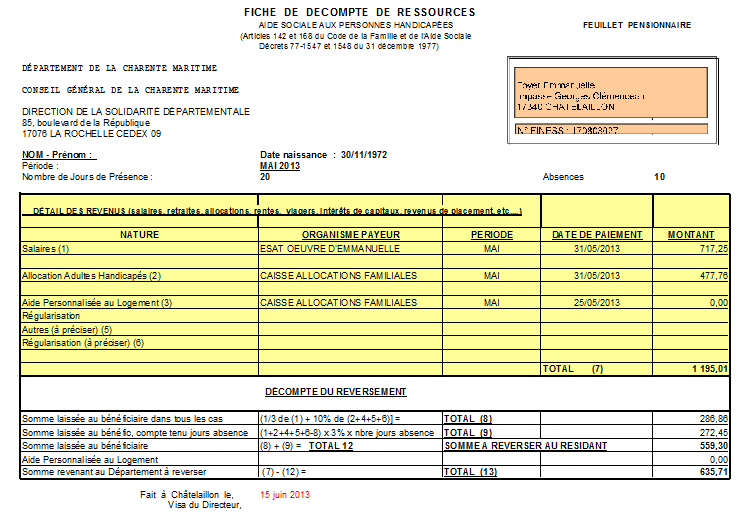 FICHE DE DECOMPTE DE RESSOURCES
AIDE SOCIALE AUX PERSONNES HANDICAPÉES
(Articles 142 et 168 du Code de la Famille et de l'Aide Sociale
Décrets 77-1547 et 1548 du 31 décembre 1977)
FEUILLET PENSIONNAIRE
DÉPARTEMENT DE LA CHARENTE MARITIME
CONSEIL GÉNÉRAL DE LA CHARENTE MARITIME
DIRECTION DE LA SOLIDARITÉ DÉPARTEMENTALE
85, boulevard de la République
17076 LA ROCHELLE CEDEX 09
Foyer Emmanuelle
Impasse Georges Clémenceau
17340 CHATELAILLON
N° FINESS : 170803027
NOM - Prénom : Date naissance : 30/11/1972
Période : MAI 2013
Nombre de Jours de Présence : 20 Absences 10
DÉTAIL DES REVENUS (salaires, retraites, allocations, rentes, viagers, intérêts de capitaux, revenus de placement, etc....)
NATURE ORGANISME PAYEUR PERIODE DATE DE PAIEMENT MONTANT
Salaires (1) ESAT OEUVRE D'EMMANUELLE MAI 31/05/2013 717,25
Allocation Adultes Handicapés (2) CAISSE ALLOCATIONS FAMILIALES MAI 31/05/2013 477,76
Aide Personnalisée au Logement (3) CAISSE ALLOCATIONS FAMILIALES MAI 25/05/2013 0,00
Régularisation
Autres (à préciser) (5)
Régularisation (à préciser) (6)
TOTAL (7) 1 195,01
DÉCOMPTE DU REVERSEMENT
Somme laissée au bénéficiaire dans tous les cas (1/3 de (1) + 10% de (2+4+5+6)] = TOTAL (8) 286,86
Somme laissée au bénéfic, compte tenu jours absence (1+2+4+5+6-8) x 3% x nbre jours absence TOTAL (9) 272,45
Somme laissée au bénéficiaire (8) + (9) = TOTAL 12 SOMME A REVERSER AU RESIDANT 559,30
Aide Personnalisée au Logement 0,00
Somme revenant au Département à reverser (7) - (12) = TOTAL (13) 635,71
Fait à Châtelaillon le, 15 juin 2013
Visa du Directeur,